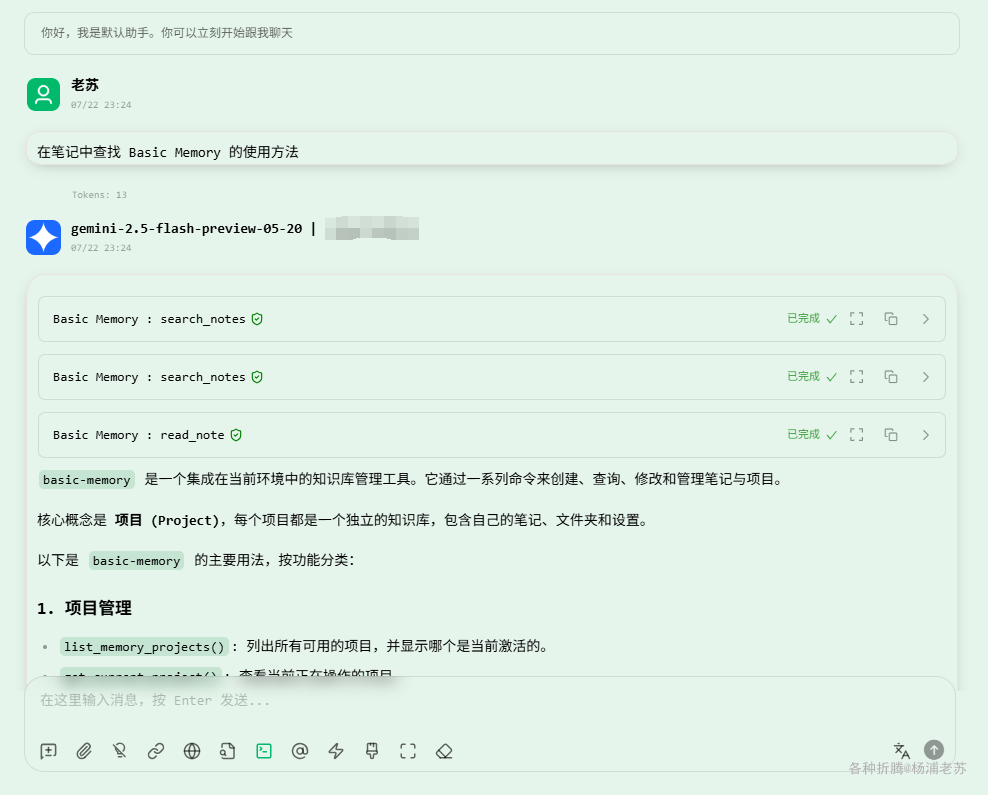 你好，我是默认助手。你可以立刻开始跟我聊天
老苏
07/22 23:24
在笔记中查找 Basic Memory 的使用方法
Tokens: 13
gemini-2.5-flash-preview-05-20 |
07/22 23:24
Basic Memory : search_notes 已完成
Basic Memory : search_notes 已完成
Basic Memory : read_note 已完成
basic-memory 是一个集成在当前环境中的知识库管理工具。它通过一系列命令来创建、查询、修改和管理笔记与项目。
核心概念是 项目 (Project)，每个项目都是一个独立的知识库，包含自己的笔记、文件夹和设置。
以下是 basic-memory 的主要用法，按功能分类：
1. 项目管理
• list_memory_projects()：列出所有可用的项目，并显示哪个是当前激活的。
get_current_project()：查看当前正在操作的项目
在这里输入消息，按 Enter 发送...
各种折腾@杨浦老苏